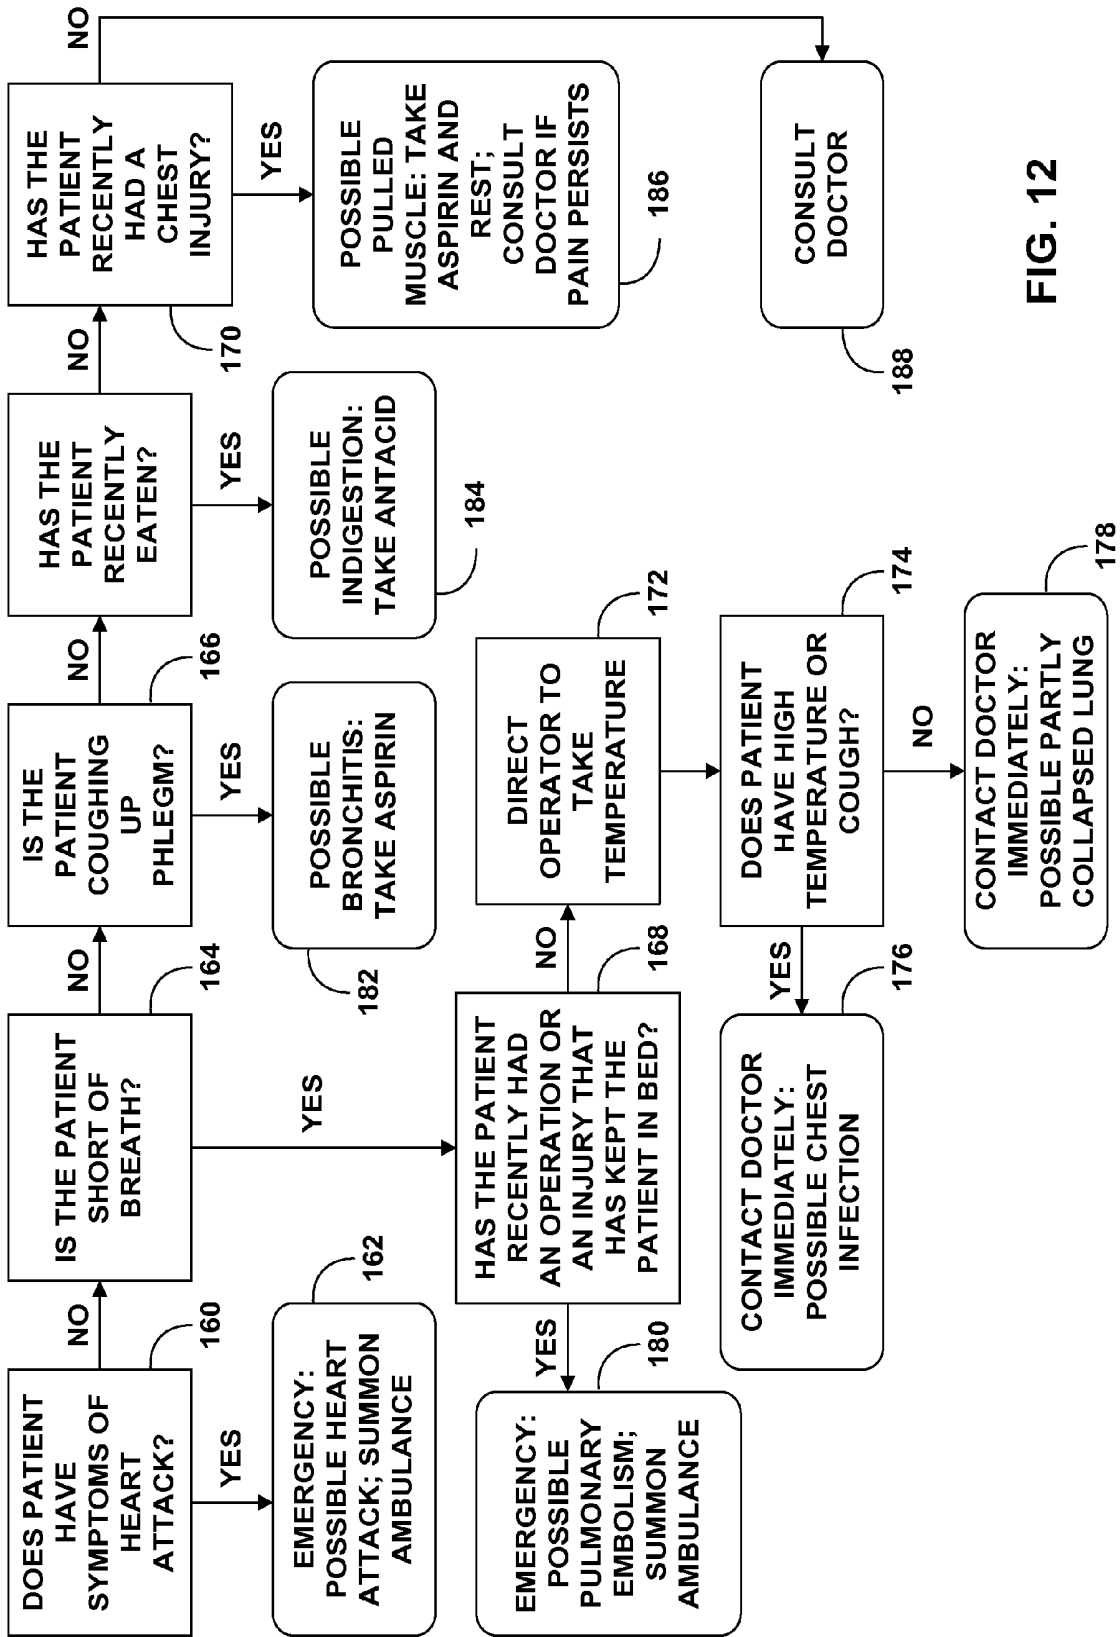 DOES PATIENT
HAVE
SYMPTOMS OF
HEART
ATTACK?
160
NO
YES
EMERGENCY:
POSSIBLE HEART
ATTACK; SUMMON
AMBULANCE
162
IS THE PATIENT
SHORT OF
BREATH?
164
NO
YES
IS THE
PATIENT
COUGHING
UP
PHLEGM?
166
NO
YES
POSSIBLE
BRONCHITIS:
TAKE ASPIRIN
182
HAS THE
PATIENT
RECENTLY
EATEN?
NO
YES
POSSIBLE
INDIGESTION:
TAKE ANTACID
184
HAS THE
PATIENT
RECENTLY
HAD A
CHEST
INJURY?
170
NO
YES
POSSIBLE
PULLED
MUSCLE: TAKE
ASPIRIN AND
REST;
CONSULT
DOCTOR IF
PAIN PERSISTS
186
CONSULT
DOCTOR
188
HAS THE PATIENT
RECENTLY HAD
AN OPERATION OR
AN INJURY THAT
HAS KEPT THE
PATIENT IN BED?
168
YES
NO
EMERGENCY:
POSSIBLE
PULMONARY
EMBOLISM;
SUMMON
AMBULANCE
180
DIRECT
OPERATOR TO
TAKE
TEMPERATURE
172
DOES PATIENT
HAVE HIGH
TEMPERATURE OR
COUGH?
174
YES
NO
CONTACT DOCTOR
IMMEDIATELY:
POSSIBLE CHEST
INFECTION
176
CONTACT DOCTOR
IMMEDIATELY:
POSSIBLE PARTLY
COLLAPSED LUNG
178
FIG. 12